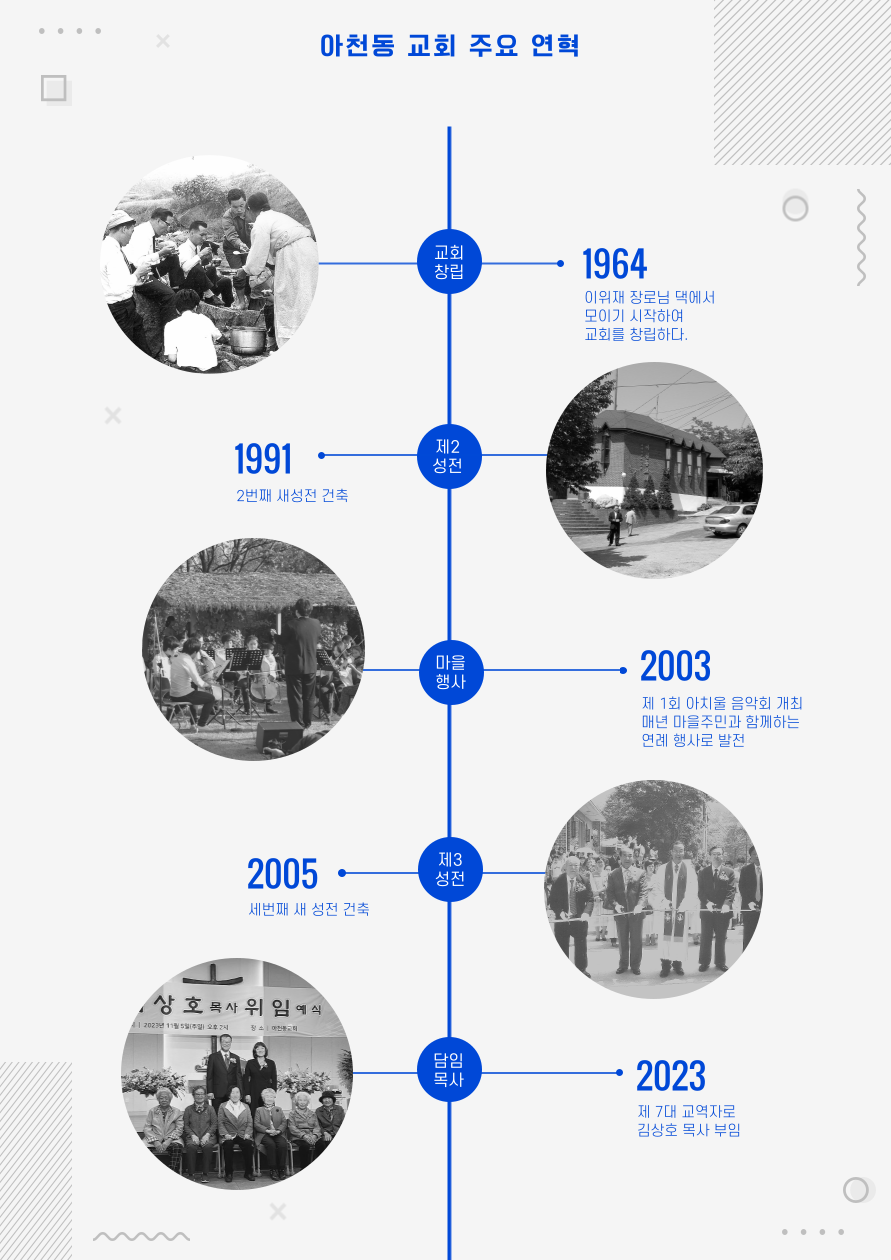 아천동 교회 주요 연혁
교회
창립
1964
이위재 장로님 댁에서
모이기 시작하여
교회를 창립하다.
제2
성전
1991
2번째 새성전 건축
마을
행사
2003
제 1회 아치울 음악회 개최
매년 마을주민과 함께하는
연례 행사로 발전
제3
성전
2005
세번째 새 성전 건축
상호 목사 위임 예식
2023년 11월 5일(주일) 오후 2시 장 소 | 아천동교회
담임
목사
2023
제 7대 교역자로
김상호 목사 부임